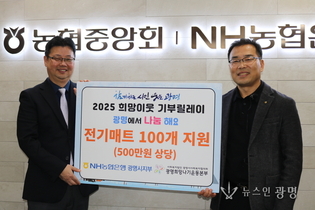 농협중앙회 NH농협은
2025 희망이웃 기부릴레이
광명에서 나눔 해요
전기매트 100개 지원
(500만원 상당)
NH농협은행 광명시지부
광명희망나기운동본부
뉴스인 광명